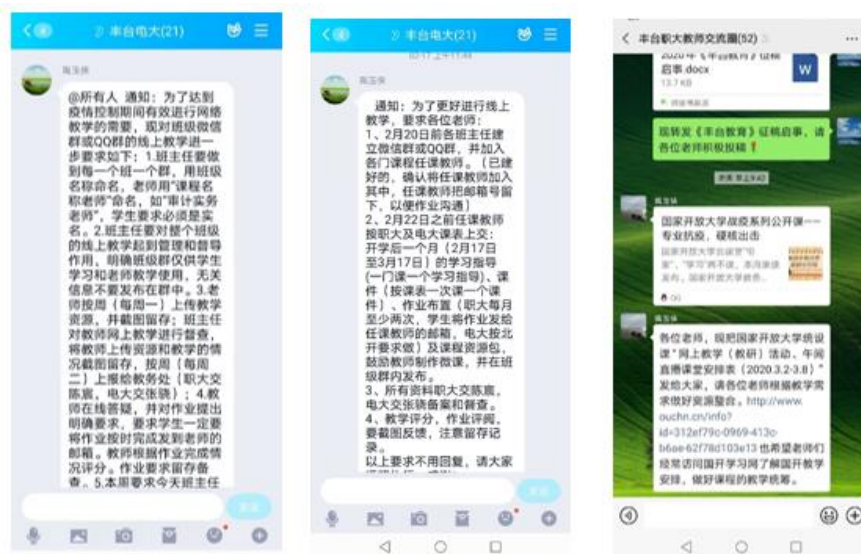 丰台电大(21)
@所有人 通知：为了达到
疫情控制期间有效进行网络
教学的需要，现对班级微信
群或QQ群的线上教学进一
步要求如下：1.班主任要做
到每一个班一个群，用班级
名称命名，老师用“课程名
称老师”命名，如“审计实务
老师”，学生要求必须是实
名。2.班主任要对整个班级
的线上教学起到管理和督导
作用，明确班级群仅供学生
学习和老师教学使用，无关
信息不要发布在群中。3.老
师按周（每周一）上传教学
资源，并截图留存；班主任
对教师网上教学进行督查，
将教师上传资源和教学的情
况截图留存，按周（每周
二）上报给教务处（职大交
陈宸，电大交张骁）；4.教
师在线答疑，并对作业提出
明确要求，要求学生一定要
将作业按时完成发到老师的
邮箱。教师根据作业完成情
况评分。作业要求留存备
查。5.本周要求今天班主任
丰台电大(21)
通知：为了更好进行线上
教学，要求各位老师：
1、2月20日前各班主任建
立微信群或QQ群，并加入
各门课程任课教师。（已建
好的，确认将任课教师加入
其中，任课教师把邮箱号留
下，以便作业沟通）
2、2月22日之前任课教师
按职大及电大课表上交：
开学后一个月（2月17日
至3月17日）的学习指导
(一门课一个学习指导)、课
件（按课表一次课一个课
件）、作业布置（职大每月
至少两次，学生将作业发给
任课教师的邮箱，电大按北
开要求做）及课程资源包，
鼓励教师制作微课，并在班
级群内发布。
3、所有资料职大交陈宸，
电大交张骁备案和督查。
4、教学评分，作业评阅，
要截图反馈，注意留存记
录。
以上要求不用回复，请大家
丰台职大教师交流圈(52)
2020年《丰台教育》征稿
启事.docx
13.7 KB
W
现转发《丰台教育》征稿启事，请
各位老师积极投稿！
国家开放大学战疫系列公开课——
专业抗疫，硬核出击
QQ
各位老师，现把国家开放大学统设
课“网上教学（教研）活动、午间
直播课堂安排表（2020.3.2-3.8）”
发给大家，请各位老师根据教学需
求做好资源整合。http://www.
ouchn.cn/info?
id=312ef79c-0969-413c-
b6ae-62f78d103e13 也希望老师们
经常访问国开学习网了解国开教学
安排，做好课程的教学统筹。